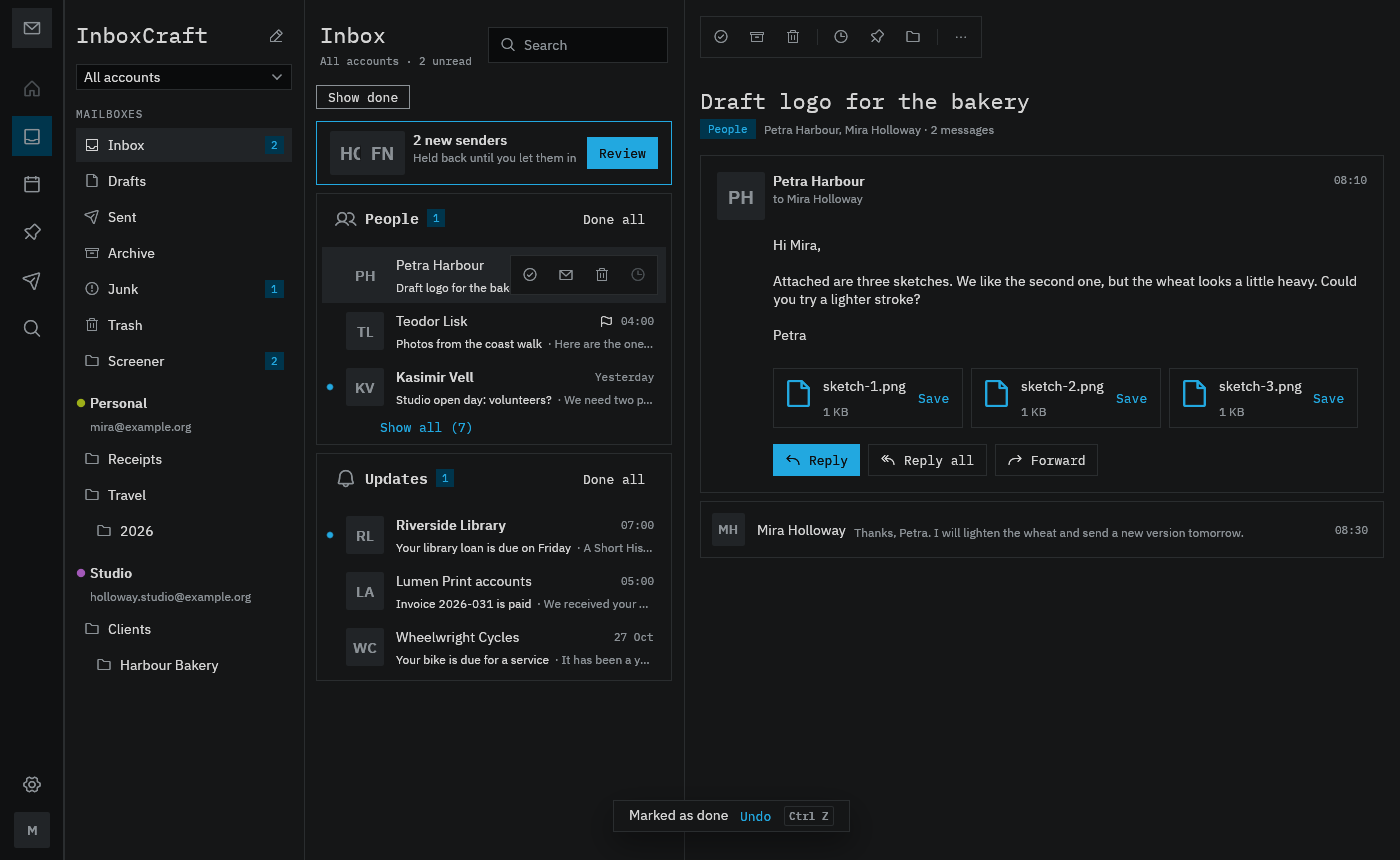 InboxCraft
All accounts
MAILBOXES
Inbox 2
Drafts
Sent
Archive
Junk 1
Trash
Screener 2
Personal
mira@example.org
Receipts
Travel
2026
Studio
holloway.studio@example.org
Clients
Harbour Bakery
M
Inbox
All accounts · 2 unread
Search
Show done
FN
2 new senders
Held back until you let them in
Review
People 1
Done all
PH
Petra Harbour
Draft logo for the bak
TL
Teodor Lisk
04:00
Photos from the coast walk · Here are the one…
KV
Kasimir Vell
Yesterday
Studio open day: volunteers? · We need two p…
Show all (7)
Updates 1
Done all
RL
Riverside Library
07:00
Your library loan is due on Friday · A Short His…
LA
Lumen Print accounts
05:00
Invoice 2026-031 is paid · We received your …
WC
Wheelwright Cycles
27 Oct
Your bike is due for a service · It has been a y…
Draft logo for the bakery
People
Petra Harbour, Mira Holloway · 2 messages
PH
Petra Harbour
08:10
to Mira Holloway
Hi Mira,
Attached are three sketches. We like the second one, but the wheat looks a little heavy. Could
you try a lighter stroke?
Petra
sketch-1.png
1 KB
Save
sketch-2.png
1 KB
Save
sketch-3.png
1 KB
Save
Reply
Reply all
Forward
MH
Mira Holloway
Thanks, Petra. I will lighten the wheat and send a new version tomorrow.
08:30
Marked as done
Undo
Ctrl Z